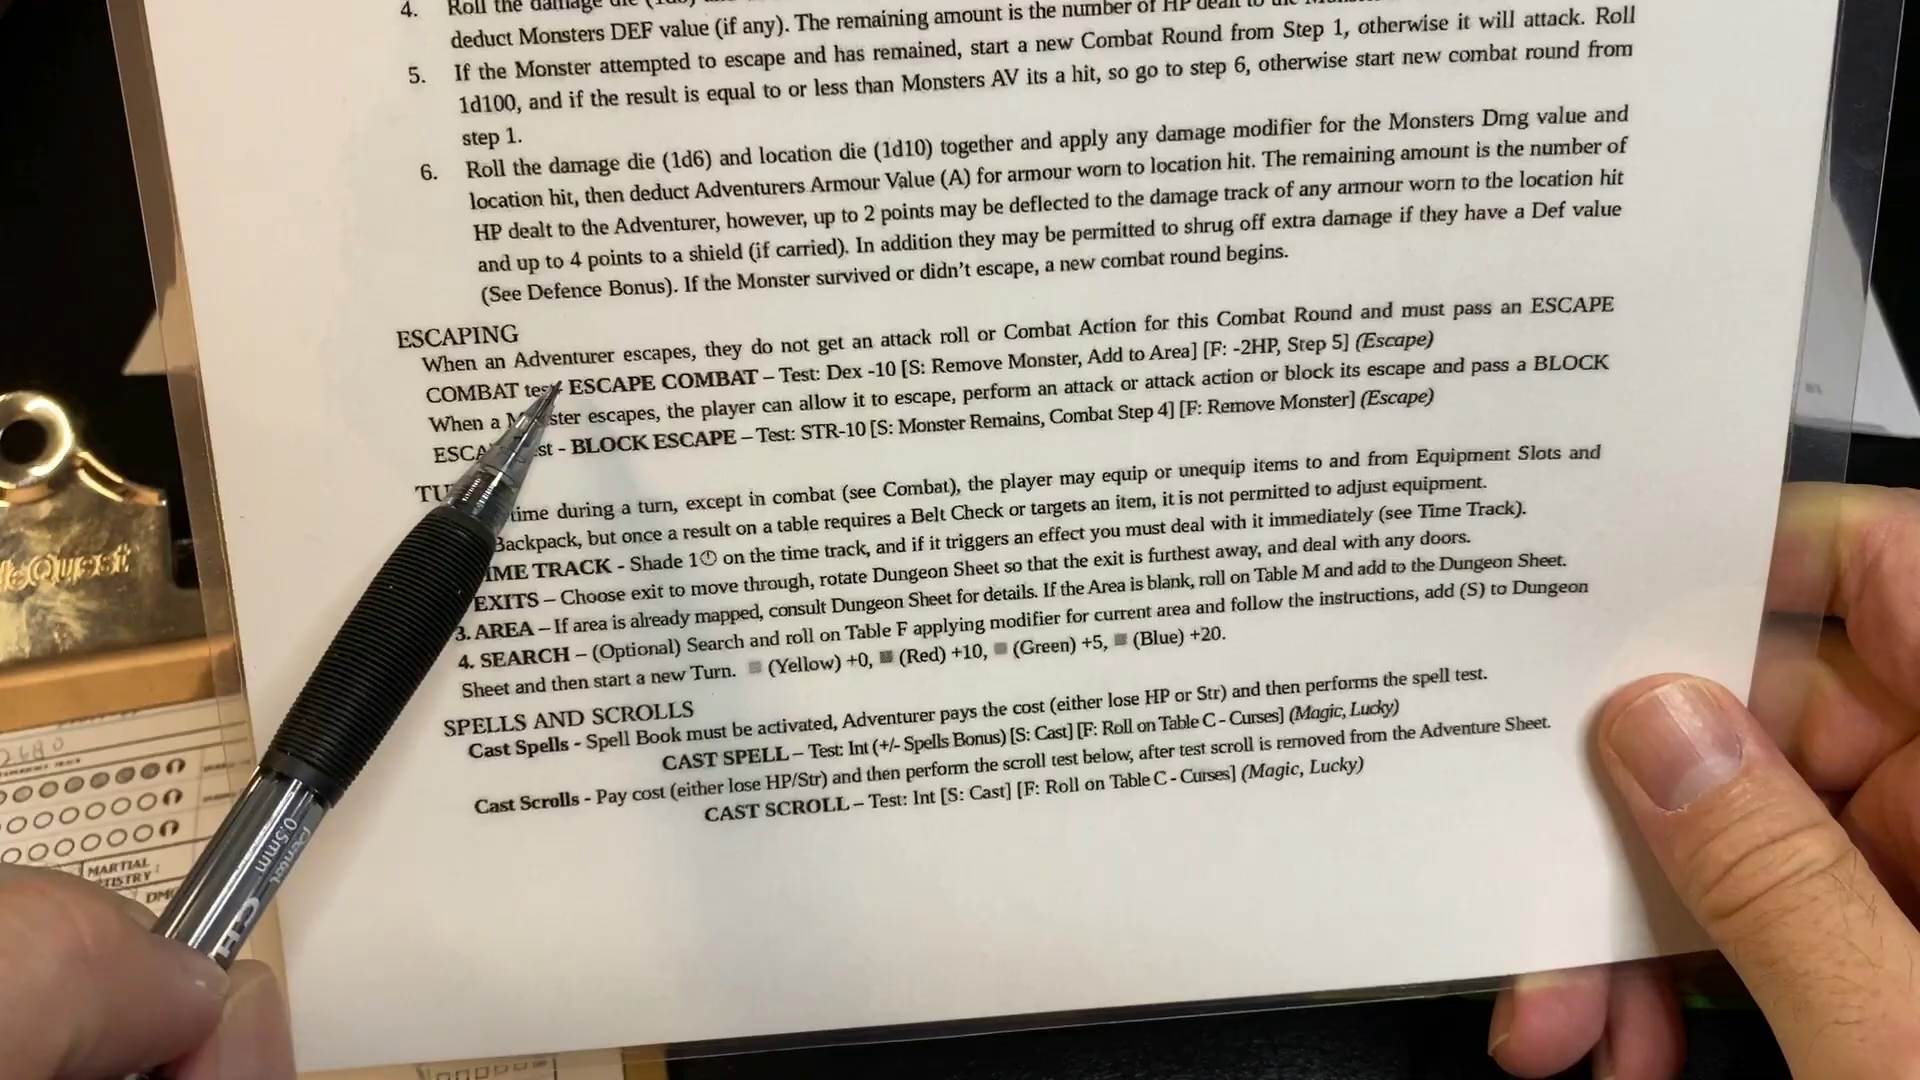 4. Roll the damage die
deduct Monsters DEF value (if any). The remaining amount is the number of HP dealt to the
5. If the Monster attempted to escape and has remained, start a new Combat Round from Step 1, otherwise it will attack. Roll
1d100, and if the result is equal to or less than Monsters AV its a hit, so go to step 6, otherwise start new combat round from
step 1.
6. Roll the damage die (1d6) and location die (1d10) together and apply any damage modifier for the Monsters Dmg value and
location hit, then deduct Adventurers Armour Value (A) for armour worn to location hit. The remaining amount is the number of
HP dealt to the Adventurer, however, up to 2 points may be deflected to the damage track of any armour worn to the location hit
and up to 4 points to a shield (if carried). In addition they may be permitted to shrug off extra damage if they have a Def value
(See Defence Bonus). If the Monster survived or didn't escape, a new combat round begins.
ESCAPING
When an Adventurer escapes, they do not get an attack roll or Combat Action for this Combat Round and must pass an ESCAPE
COMBAT test ESCAPE COMBAT – Test: Dex -10 [S: Remove Monster, Add to Area] [F: -2HP, Step 5] (Escape)
When a escapes, the player can allow it to escape, perform an attack or attack action or block its escape and pass a BLOCK
- BLOCK ESCAPE – Test: STR-10 [S: Monster Remains, Combat Step 4] [F: Remove Monster] (Escape)
time during a turn, except in combat (see Combat), the player may equip or unequip items to and from Equipment Slots and
Backpack, but once a result on a table requires a Belt Check or targets an item, it is not permitted to adjust equipment.
TRACK - Shade 1 on the time track, and if it triggers an effect you must deal with it immediately (see Time Track).
EXITS – Choose exit to move through, rotate Dungeon Sheet so that the exit is furthest away, and deal with any doors.
3. AREA – If area is already mapped, consult Dungeon Sheet for details. If the Area is blank, roll on Table M and add to the Dungeon Sheet.
4. SEARCH – (Optional) Search and roll on Table F applying modifier for current area and follow the instructions, add (S) to Dungeon
Sheet and then start a new Turn. (Yellow) +0, (Red) +10, (Green) +5, (Blue) +20.
SPELLS AND SCROLLS
Cast Spells - Spell Book must be activated, Adventurer pays the cost (either lose HP or Str) and then performs the spell test.
CAST SPELL – Test: Int (+/- Spells Bonus) [S: Cast] [F: Roll on Table C - Curses] (Magic, Lucky)
Cast Scrolls - Pay cost (either lose HP/Str) and then perform the scroll test below, after test scroll is removed from the Adventure Sheet.
CAST SCROLL – Test: Int [S: Cast] [F: Roll on Table C - Curses] (Magic, Lucky)
MARTIAL
0.5mm
Pentel